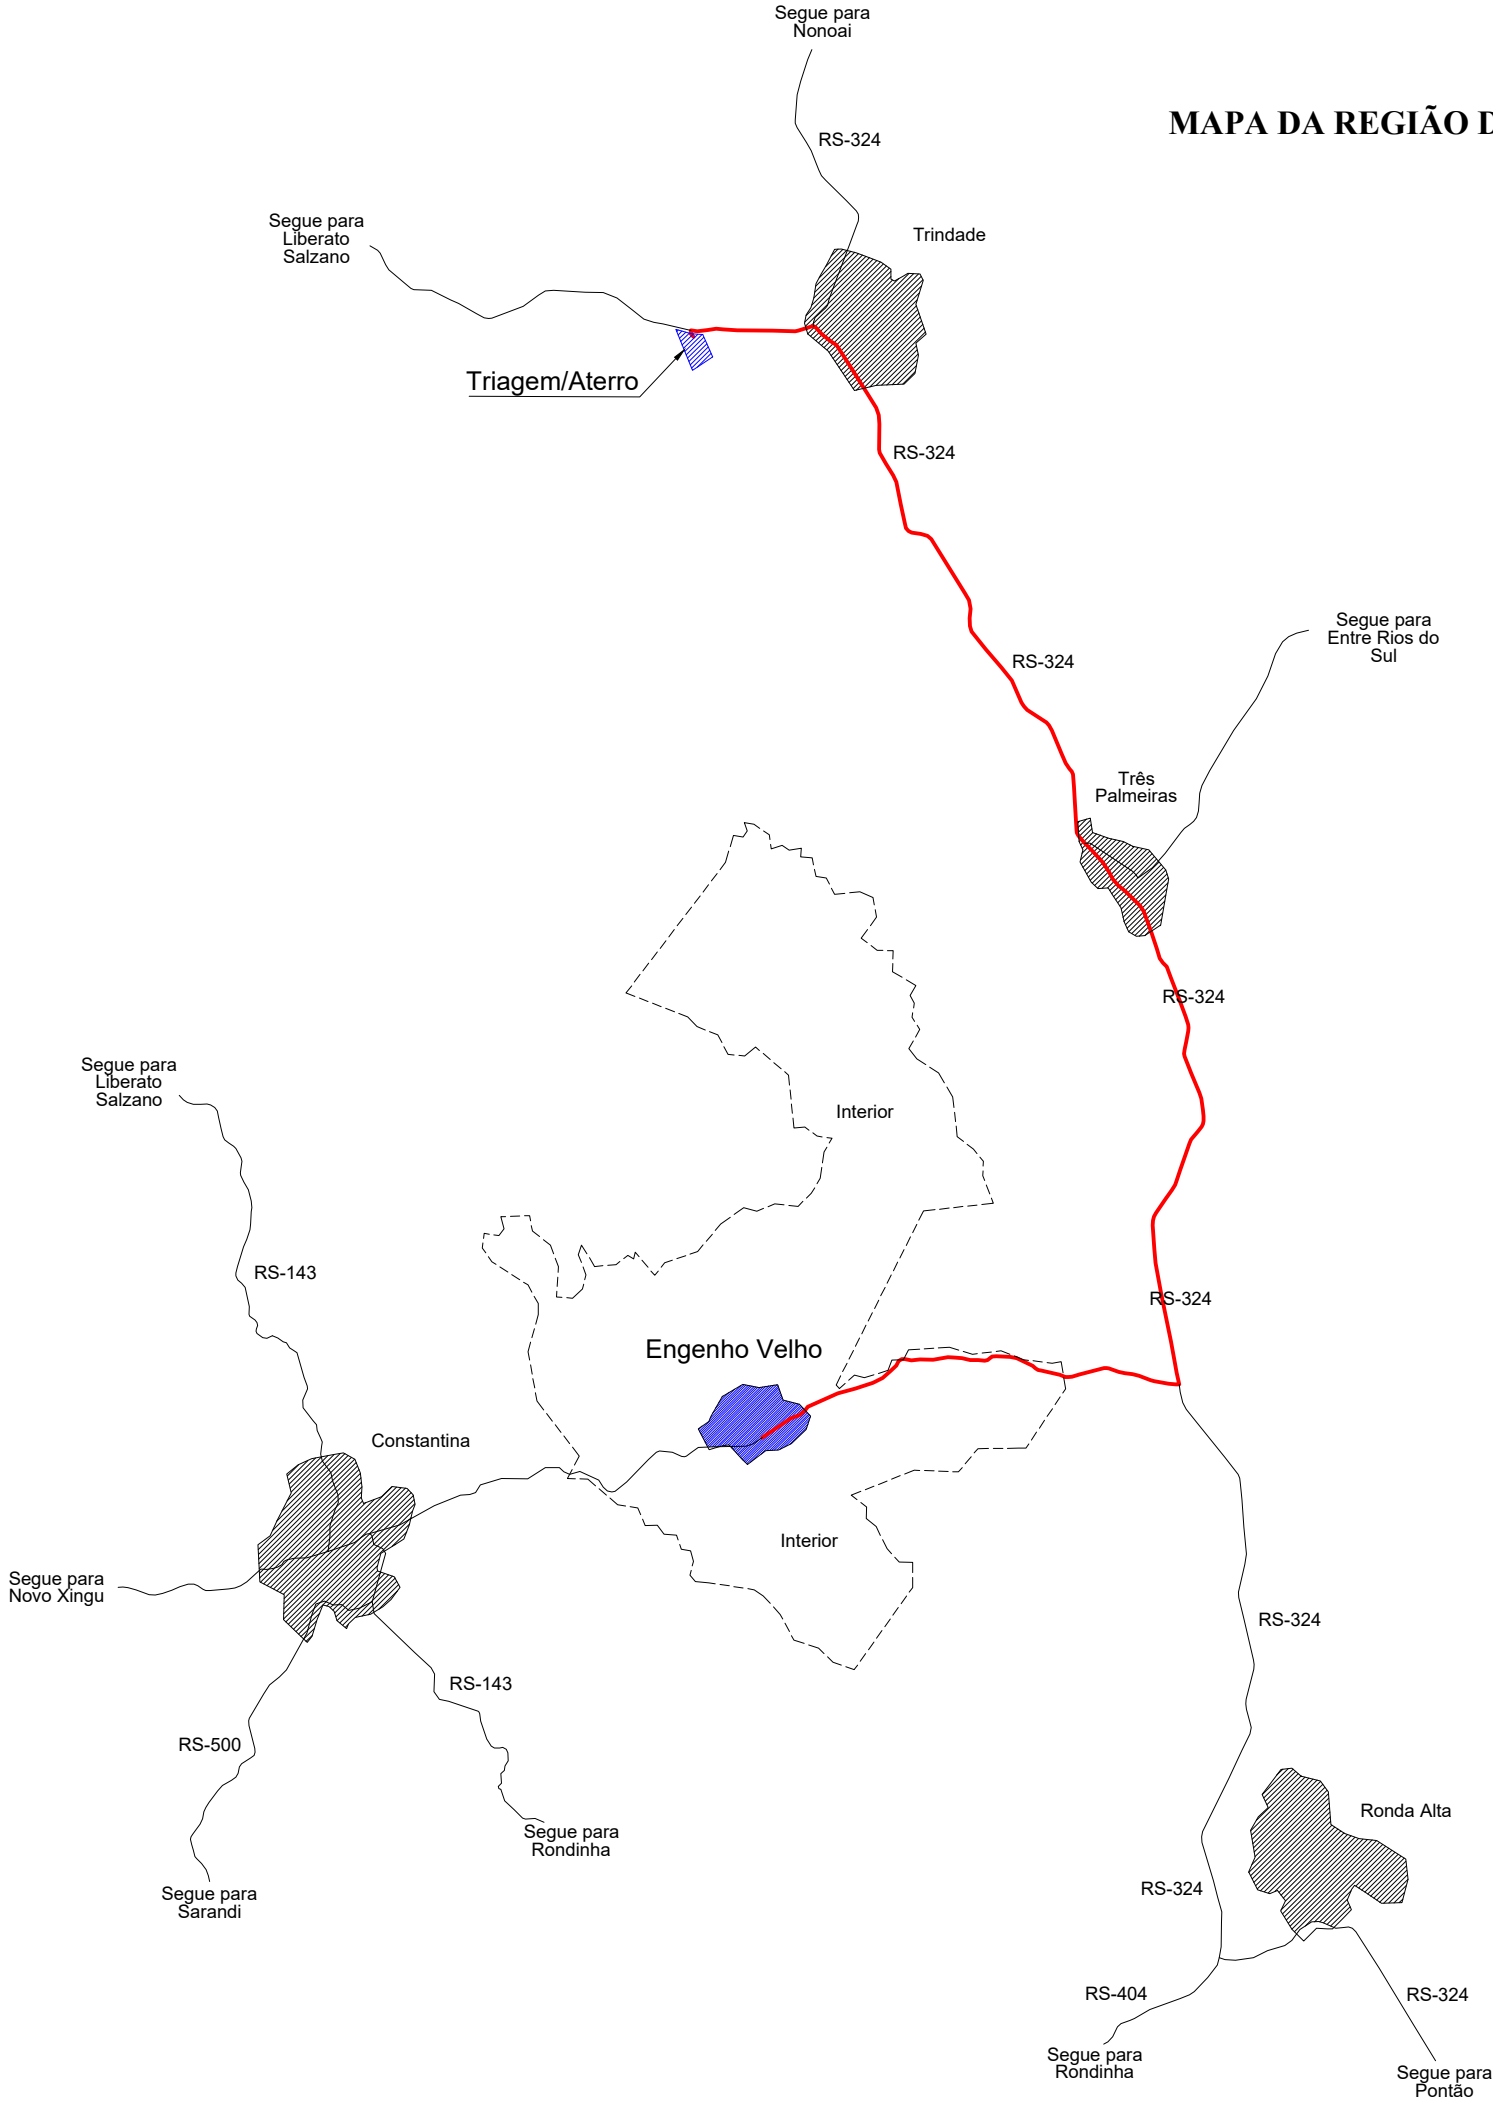 Segue para
Nonoai
MAPA DA REGIÃO D
RS-324
Segue para
Liberato
Salzano
Trindade
Triagem/Aterro
RS-324
Segue para
Entre Rios do
Sul
RS-324
Três
Palmeiras
RS-324
Segue para
Liberato
Salzano
Interior
RS-143
RS-324
Engenho Velho
Constantina
Interior
Segue para
Novo Xingu
RS-324
RS-143
RS-500
Segue para
Rondinha
Ronda Alta
Segue para
Sarandi
RS-324
RS-404
RS-324
Segue para
Rondinha
Segue para
Pontão